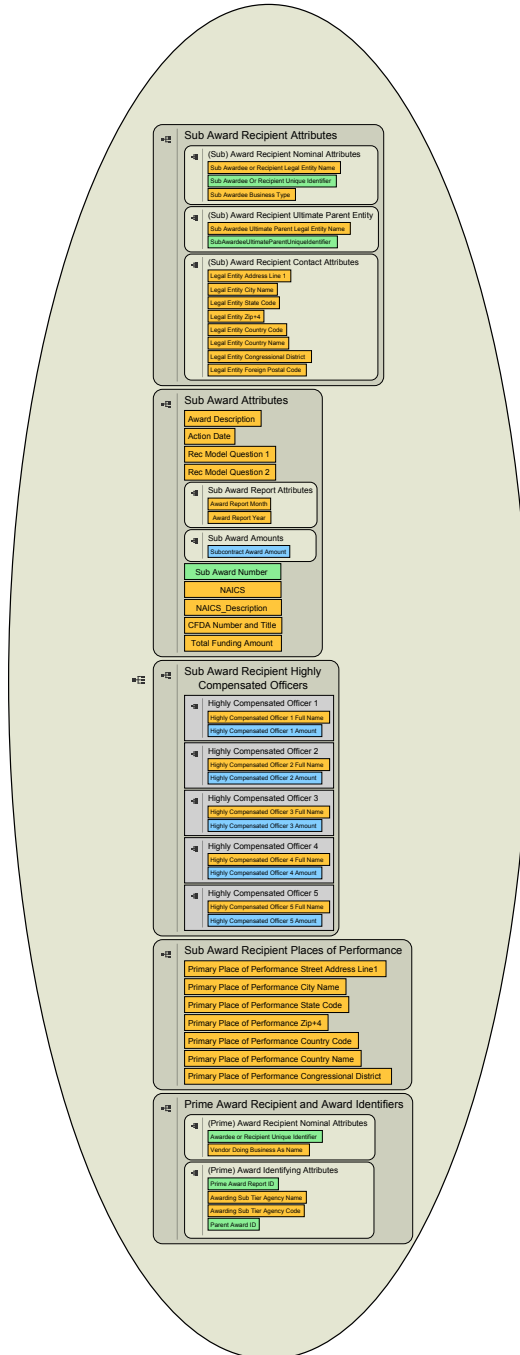 Sub Award Recipient Attributes
(Sub) Award Recipient Nominal Attributes
Sub Awardee or Recipient Legal Entity Name
Sub Awardee Or Recipient Unique Identifier
Sub Awardee Business Type
(Sub) Award Recipient Ultimate Parent Entity
Sub Awardee Ultimate Parent Legal Entity Name
SubAwardeeUltimateParentUniqueIdentifier
(Sub) Award Recipient Contact Attributes
Legal Entity Address Line 1
Legal Entity City Name
Legal Entity State Code
Legal Entity Zip+4
Legal Entity Country Code
Legal Entity Country Name
Legal Entity Congressional District
Legal Entity Foreign Postal Code
Sub Award Attributes
Award Description
Action Date
Rec Model Question 1
Rec Model Question 2
Sub Award Report Attributes
Award Report Month
Award Report Year
Sub Award Amounts
Subcontract Award Amount
Sub Award Number
NAICS
NAICS_Description
CFDA Number and Title
Total Funding Amount
Sub Award Recipient Highly
Compensated Officers
Highly Compensated Officer 1
Highly Compensated Officer 1 Full Name
Highly Compensated Officer 1 Amount
Highly Compensated Officer 2
Highly Compensated Officer 2 Full Name
Highly Compensated Officer 2 Amount
Highly Compensated Officer 3
Highly Compensated Officer 3 Full Name
Highly Compensated Officer 3 Amount
Highly Compensated Officer 4
Highly Compensated Officer 4 Full Name
Highly Compensated Officer 4 Amount
Highly Compensated Officer 5
Highly Compensated Officer 5 Full Name
Highly Compensated Officer 5 Amount
Sub Award Recipient Places of Performance
Primary Place of Performance Street Address Line1
Primary Place of Performance City Name
Primary Place of Performance State Code
Primary Place of Performance Zip+4
Primary Place of Performance Country Code
Primary Place of Performance Country Name
Primary Place of Performance Congressional District
Prime Award Recipient and Award Identifiers
(Prime) Award Recipient Nominal Attributes
Awardee or Recipient Unique Identifier
Vendor Doing Business As Name
(Prime) Award Identifying Attributes
Prime Award Report ID
Awarding Sub Tier Agency Name
Awarding Sub Tier Agency Code
Parent Award ID